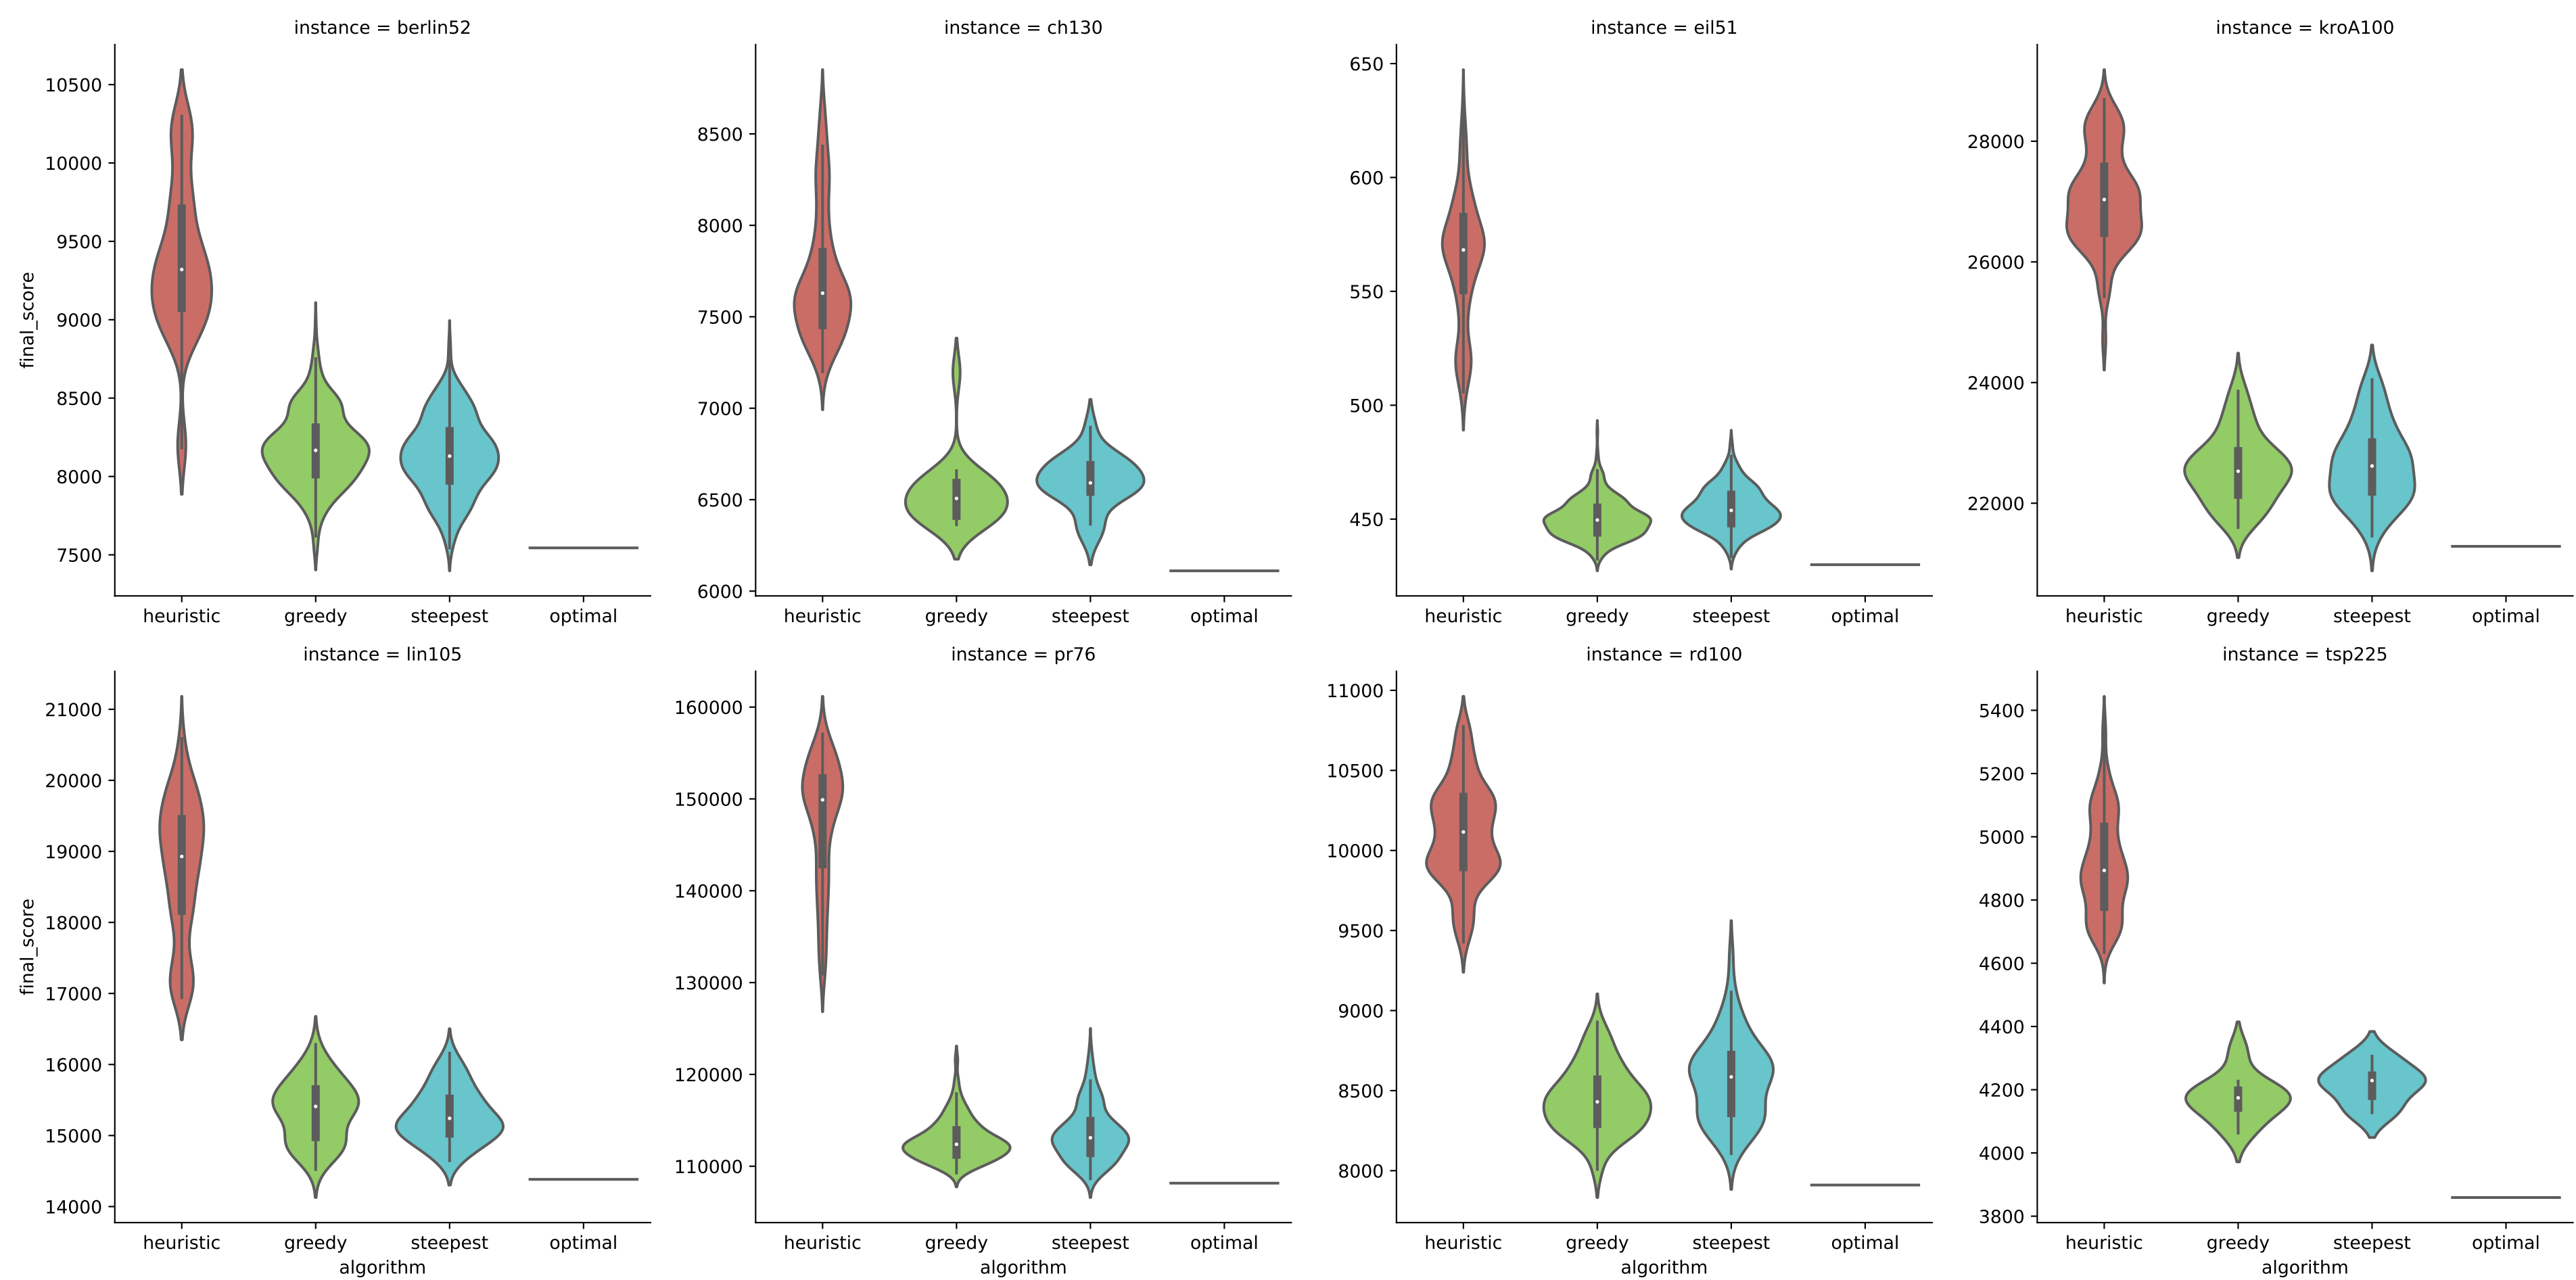 instance = berlin52
final_score
10500
10000
9500
9000
8500
8000
7500
heuristic greedy steepest optimal
instance = ch130
8500
8000
7500
7000
6500
6000
heuristic greedy steepest optimal
instance = eil51
650
600
550
500
450
heuristic greedy steepest optimal
instance = kroA100
28000
26000
24000
22000
heuristic greedy steepest optimal
instance = lin105
final_score
21000
20000
19000
18000
17000
16000
15000
14000
heuristic greedy steepest optimal
algorithm
instance = pr76
160000
150000
140000
130000
120000
110000
heuristic greedy steepest optimal
algorithm
instance = rd100
11000
10500
10000
9500
9000
8500
8000
heuristic greedy steepest optimal
algorithm
instance = tsp225
5400
5200
5000
4800
4600
4400
4200
4000
3800
heuristic greedy steepest optimal
algorithm